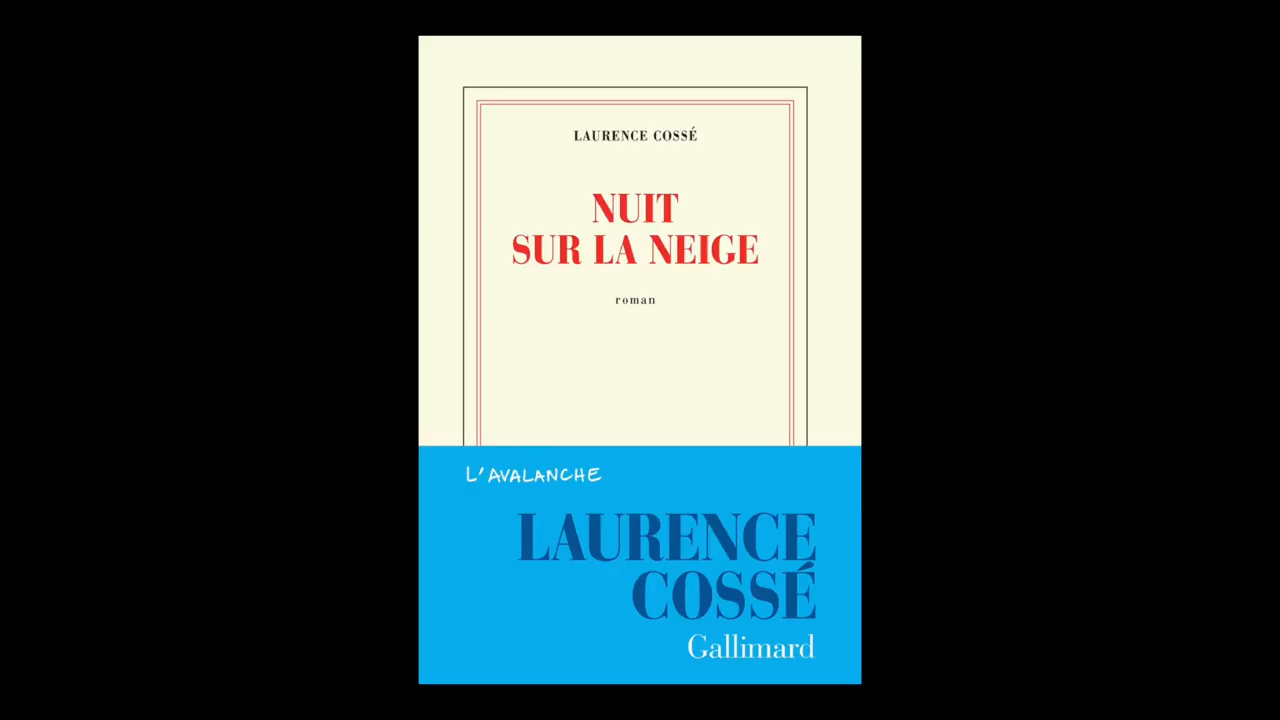 LAURENCE COSSÉ
NUIT
SUR LA NEIGE
roman
L'AVALANCHE
LAURENCE
COSSÉ
Gallimard